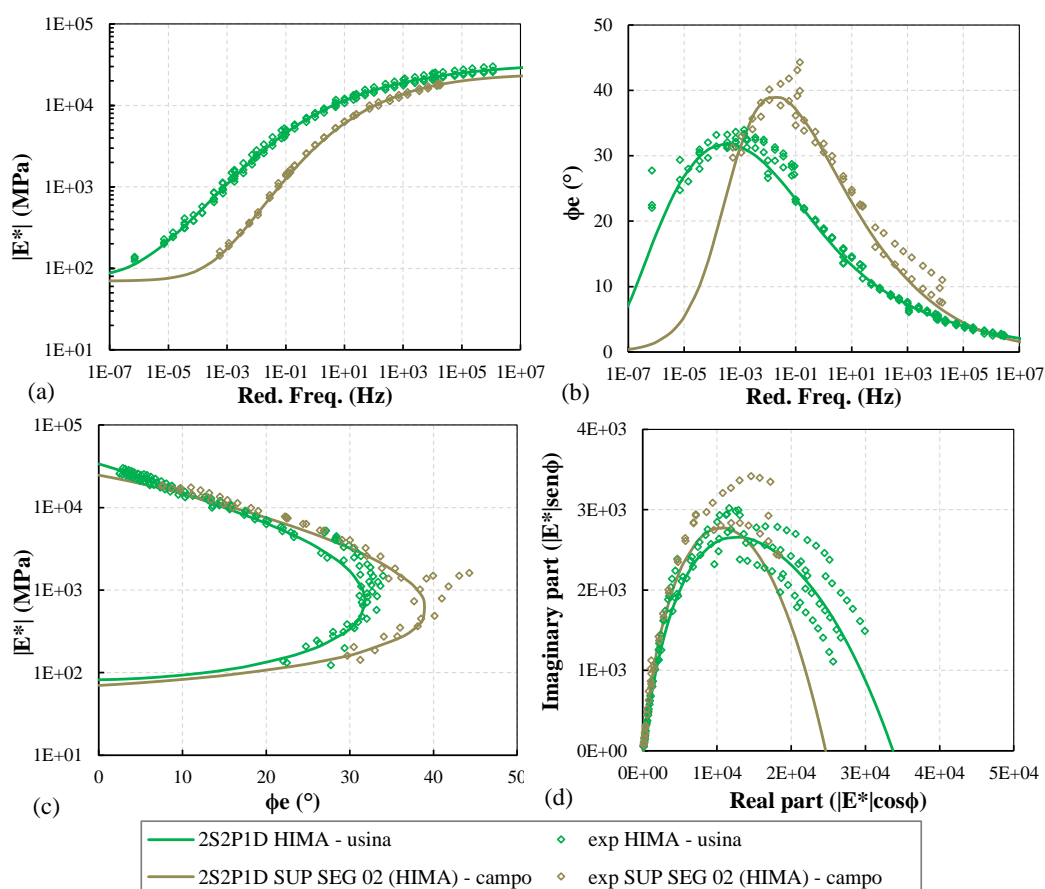 1E+05
1E+04
1E+03
1E+02
1E+01
|E*| (MPa)
1E-07 1E-05 1E-03 1E-01 1E+01 1E+03 1E+05 1E+07
(a)
Red. Freq. (Hz)
50
40
30
20
10
0
ϕe (°)
1E-07 1E-05 1E-03 1E-01 1E+01 1E+03 1E+05 1E+07
(b)
Red. Freq. (Hz)
1E+05
1E+04
1E+03
1E+02
1E+01
|E*| (MPa)
0 10 20 30 40 50
(c)
ϕe (°)
4E+03
3E+03
2E+03
1E+03
0E+00
Imaginary part (|E*|senϕ)
0E+00 1E+04 2E+04 3E+04 4E+04 5E+04
(d)
Real part (|E*|cosϕ)
2S2P1D HIMA - usina
exp HIMA - usina
2S2P1D SUP SEG 02 (HIMA) - campo
exp SUP SEG 02 (HIMA) - campo